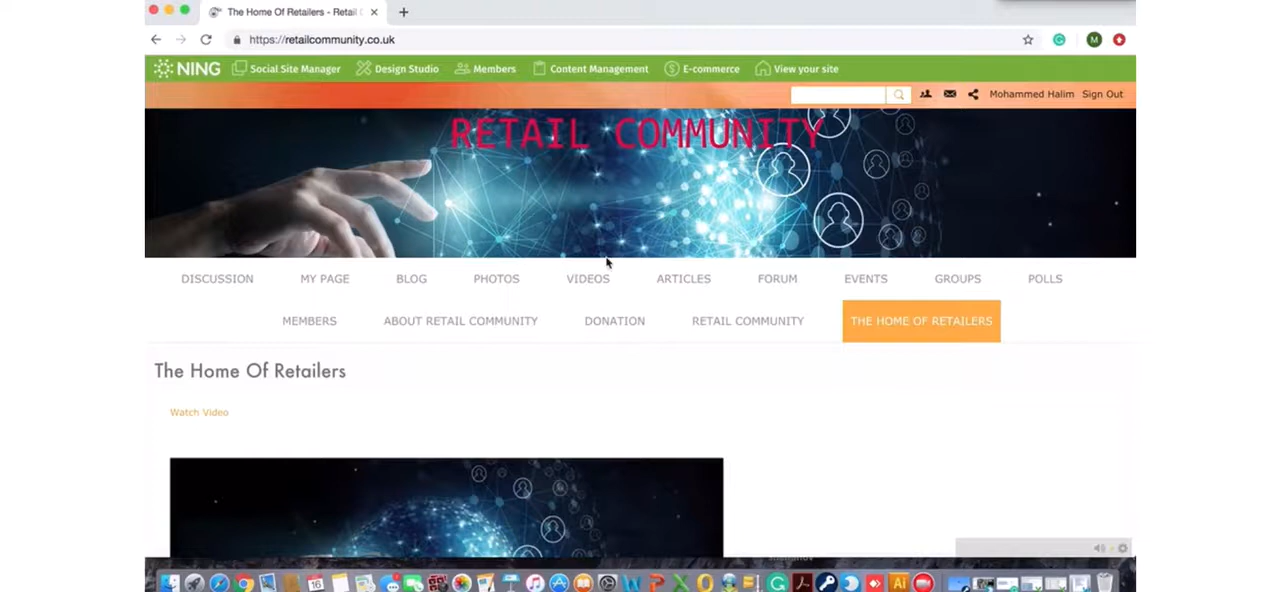 The Home Of Retailers - Retail C
https://retailcommunity.co.uk
M
NING Social Site Manager Design Studio Members Content Management E-commerce View your site
Mohammed Halim Sign Out
RETAIL COMMUNITY
DISCUSSION MY PAGE BLOG PHOTOS VIDEOS ARTICLES FORUM EVENTS GROUPS POLLS
MEMBERS ABOUT RETAIL COMMUNITY DONATION RETAIL COMMUNITY THE HOME OF RETAILERS
The Home Of Retailers
Watch Video
16
Ai